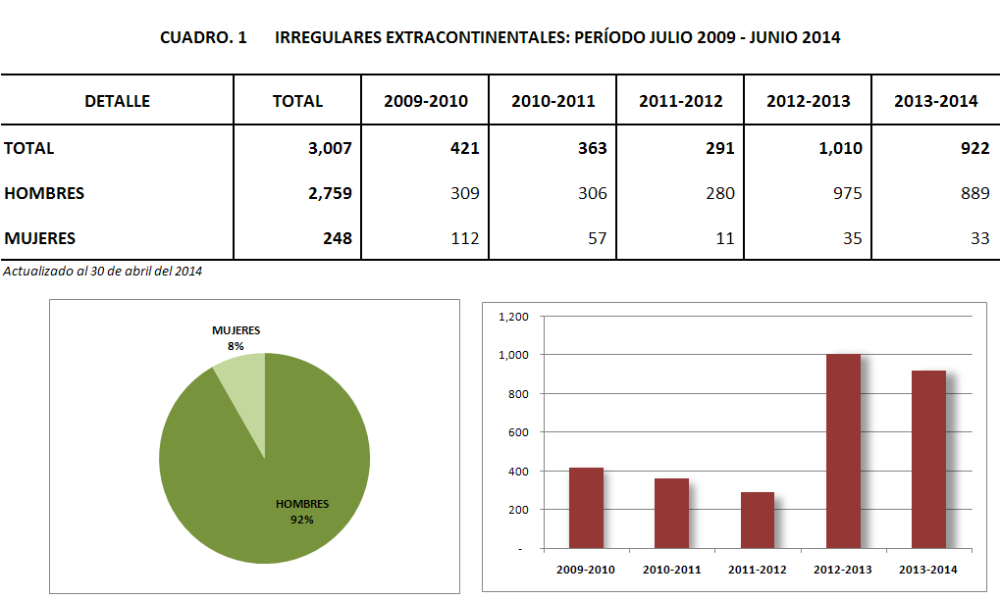 CUADRO. 1 IRREGULARES EXTRACONTINENTALES: PERÍODO JULIO 2009 - JUNIO 2014
DETALLE TOTAL 2009-2010 2010-2011 2011-2012 2012-2013 2013-2014
TOTAL 3,007 421 363 291 1,010 922
HOMBRES 2,759 309 306 280 975 889
MUJERES 248 112 57 11 35 33
Actualizado al 30 de abril del 2014
MUJERES
8%
HOMBRES
92%
1,200
1,000
800
600
400
200
-
2009-2010 2010-2011 2011-2012 2012-2013 2013-2014